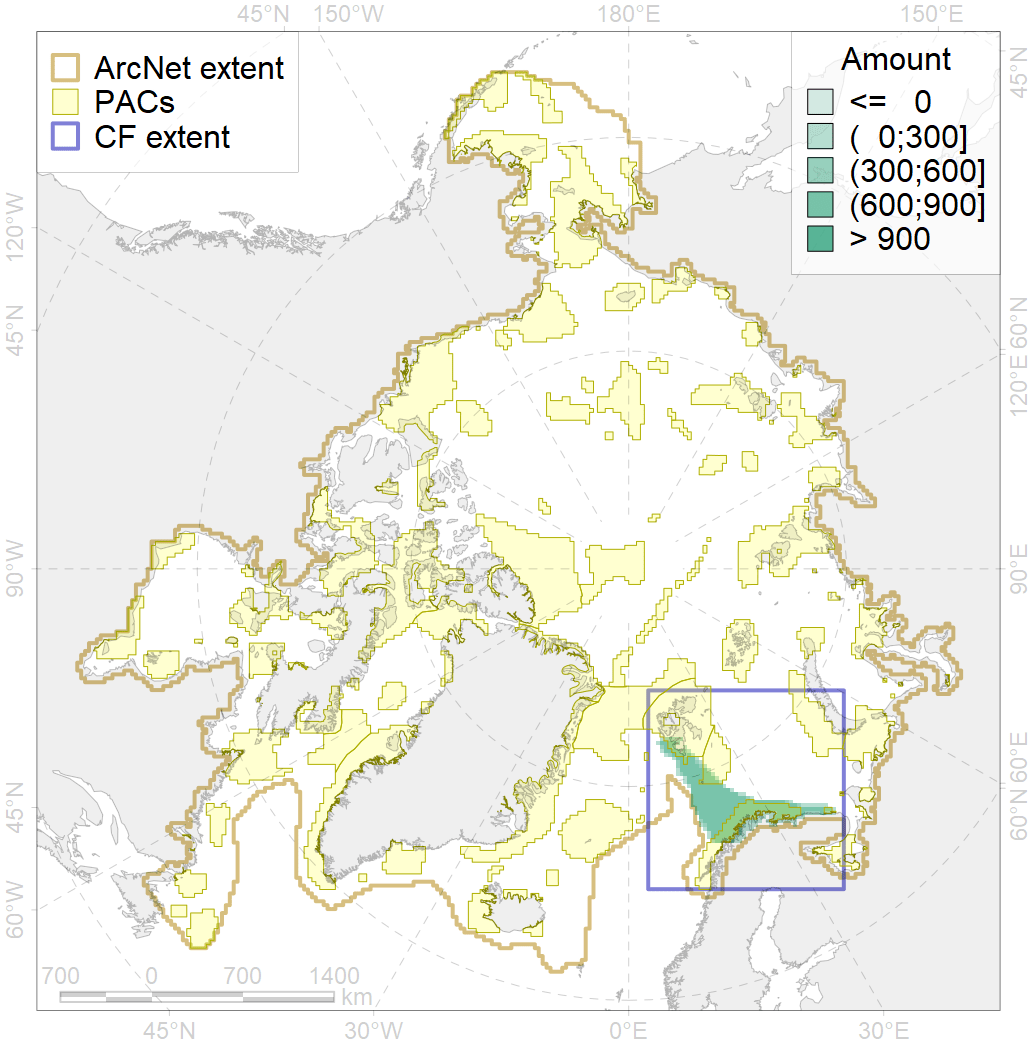 45°N 150°W 180°E 150°E
ArcNet extent
PACs
CF extent
Amount
<= 0
( 0;300]
(300;600]
(600;900]
> 900
45°N
120°W
45°N
60°N
120°E
90°W
90°E
60°E
45°N
60°N
60°W
700 0 700 1400
km
45°N 30°W 0°E 30°E